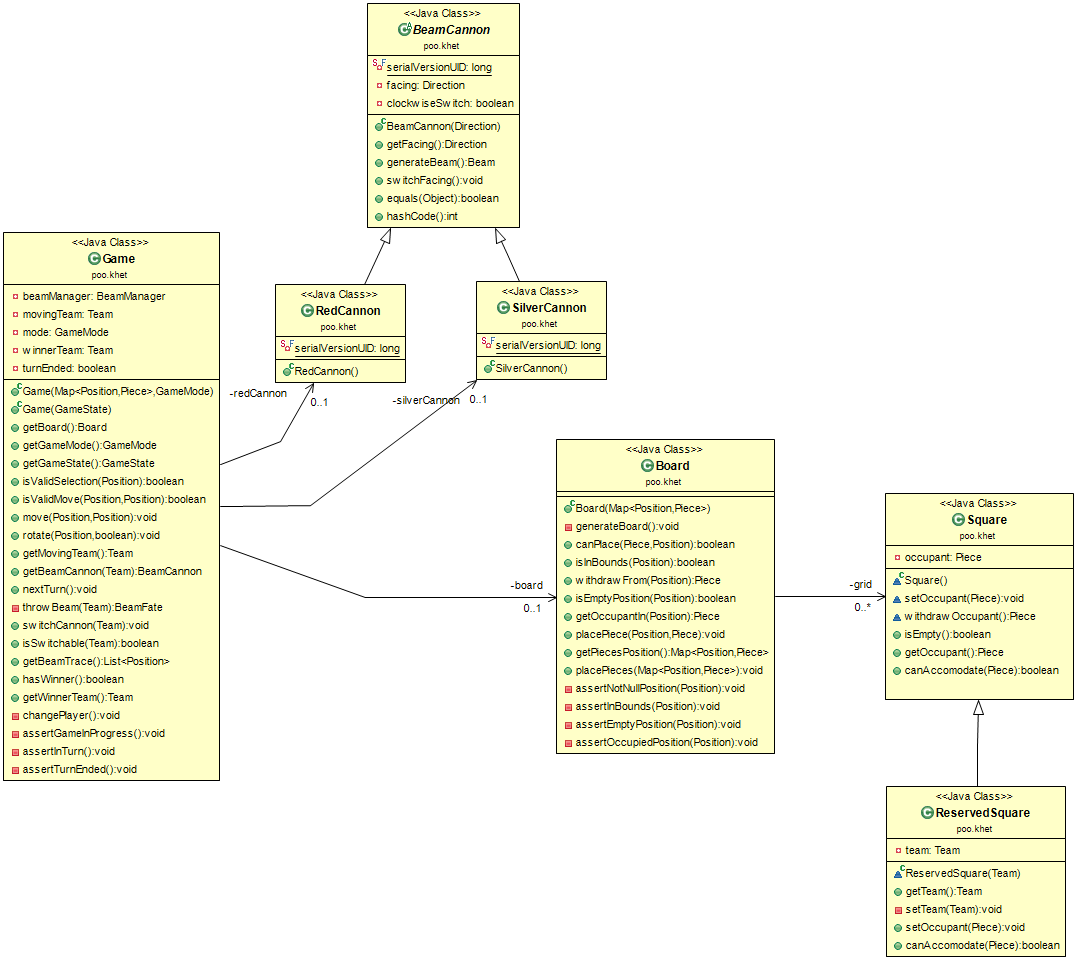 <<Java Class>>
BeamCannon
poo.khet
serialVersionUID: long
facing: Direction
clockwiseSwitch: boolean
BeamCannon(Direction)
getFacing():Direction
generateBeam():Beam
switchFacing():void
equals(Object):boolean
hashCode():int
<<Java Class>>
Game
poo.khet
beamManager: BeamManager
movingTeam: Team
mode: GameMode
winnerTeam: Team
turnEnded: boolean
Game(Map<Position,Piece>,GameMode)
Game(GameState)
getBoard():Board
getGameMode():GameMode
getGameState():GameState
isValidSelection(Position):boolean
isValidMove(Position,Position):boolean
move(Position,Position):void
rotate(Position,boolean):void
getMovingTeam():Team
getBeamCannon(Team):BeamCannon
nextTurn():void
throwBeam(Team):BeamFate
switchCannon(Team):void
isSwitchable(Team):boolean
getBeamTrace():List<Position>
hasWinner():boolean
getWinnerTeam():Team
changePlayer():void
assertGameInProgress():void
assertInTurn():void
assertTurnEnded():void
<<Java Class>>
RedCannon
poo.khet
serialVersionUID: long
RedCannon()
<<Java Class>>
SilverCannon
poo.khet
serialVersionUID: long
SilverCannon()
-redCannon
0..1
-silverCannon
0..1
-board
0..1
<<Java Class>>
Board
poo.khet
Board(Map<Position,Piece>)
generateBoard():void
canPlace(Piece,Position):boolean
isInBounds(Position):boolean
withdrawFrom(Position):Piece
isEmptyPosition(Position):boolean
getOccupantIn(Position):Piece
placePiece(Position,Piece):void
getPiecesPosition():Map<Position,Piece>
placePieces(Map<Position,Piece>):void
assertNotNullPosition(Position):void
assertInBounds(Position):void
assertEmptyPosition(Position):void
assertOccupiedPosition(Position):void
-grid
0..*
<<Java Class>>
Square
poo.khet
occupant: Piece
Square()
setOccupant(Piece):void
withdrawOccupant():Piece
isEmpty():boolean
getOccupant():Piece
canAccomodate(Piece):boolean
<<Java Class>>
ReservedSquare
poo.khet
team: Team
ReservedSquare(Team)
getTeam():Team
setTeam(Team):void
setOccupant(Piece):void
canAccomodate(Piece):boolean